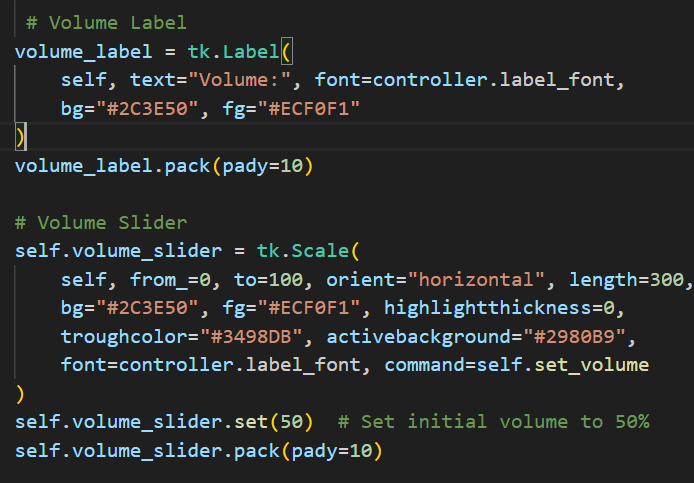 # Volume Label
volume_label = tk.Label(
    self, text="Volume:", font=controller.label_font,
    bg="#2C3E50", fg="#ECF0F1"
)
volume_label.pack(pady=10)

# Volume Slider
self.volume_slider = tk.Scale(
    self, from_=0, to=100, orient="horizontal", length=300,
    bg="#2C3E50", fg="#ECF0F1", highlightthickness=0,
    troughcolor="#3498DB", activebackground="#2980B9",
    font=controller.label_font, command=self.set_volume
)
self.volume_slider.set(50)  # Set initial volume to 50%
self.volume_slider.pack(pady=10)